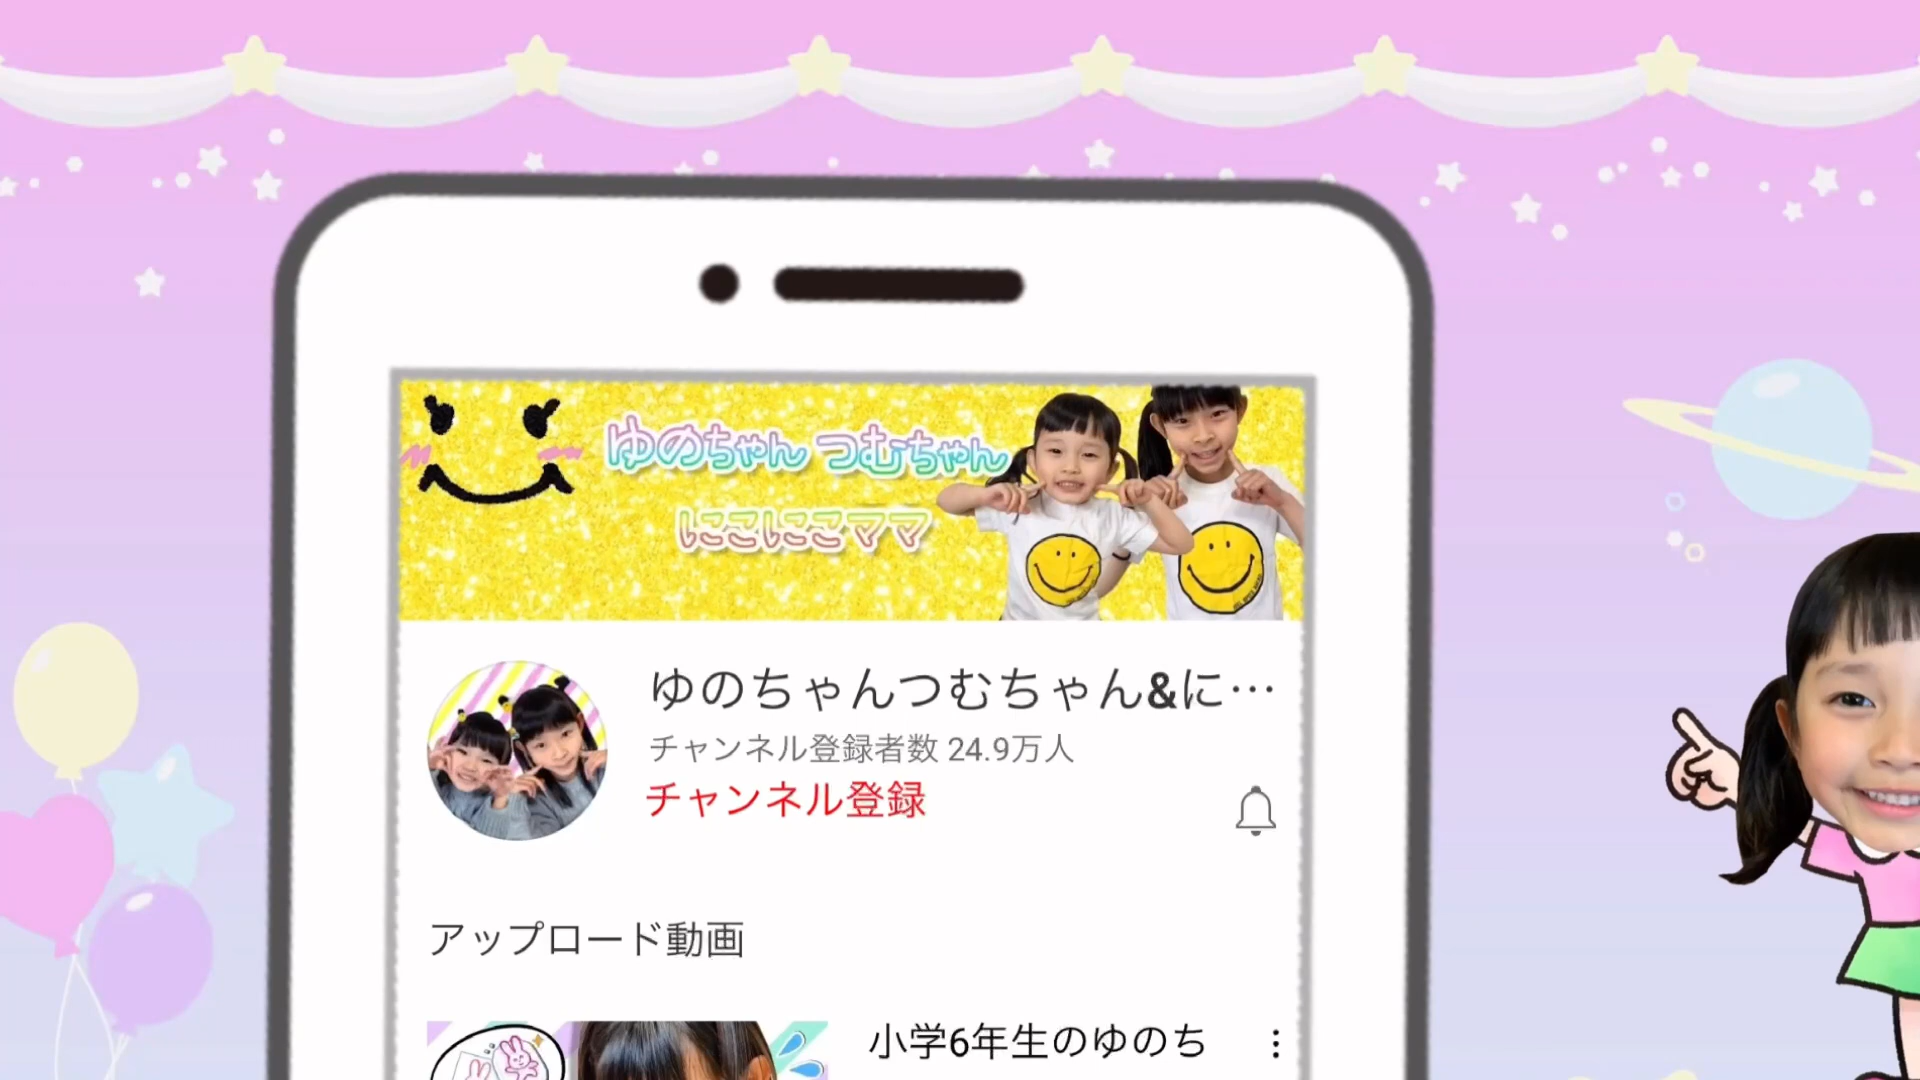 ゆのちゃん つむちゃん
にこにこママ
ゆのちゃんつむちゃん&に…
チャンネル登録者数 24.9万人
チャンネル登録
アップロード動画
小学6年生のゆのち